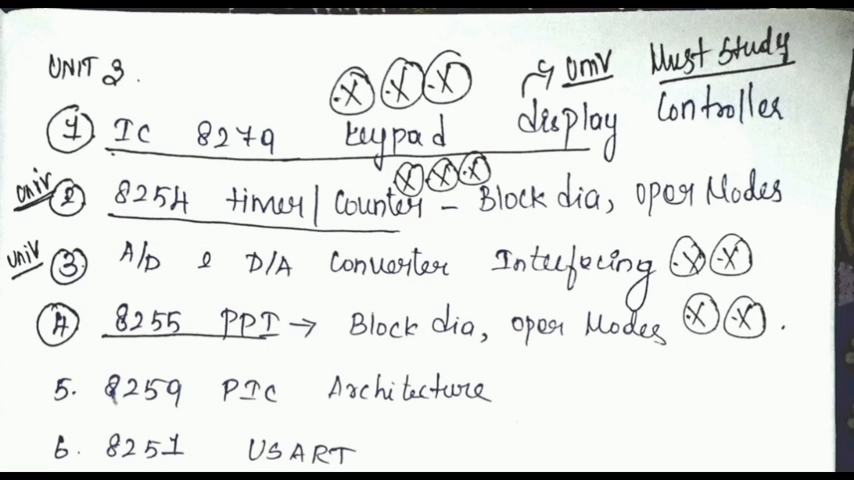 UNIT 3.
univ Must Study
① IC 8279 keypad display Controller
univ ② 8254 timer/Counter - Block dia, oper Modes
univ ③ A/D & D/A Converter Interfecing
④ 8255 PPI → Block dia, oper Modes .
5. 8259 PIC Architecture
6. 8251 USART